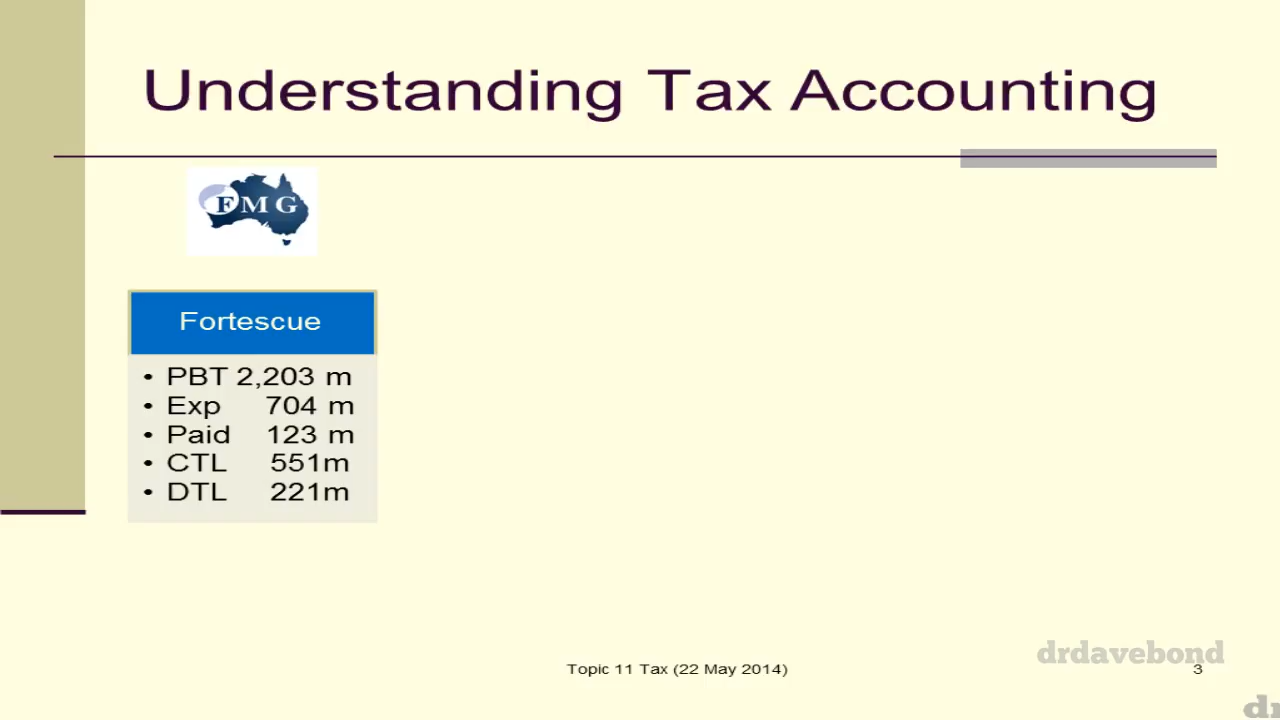 Understanding Tax Accounting
FMG
Fortescue
• PBT 2,203 m
• Exp 704 m
• Paid 123 m
• CTL 551m
• DTL 221m
drdavebond
Topic 11 Tax (22 May 2014)
3
dr